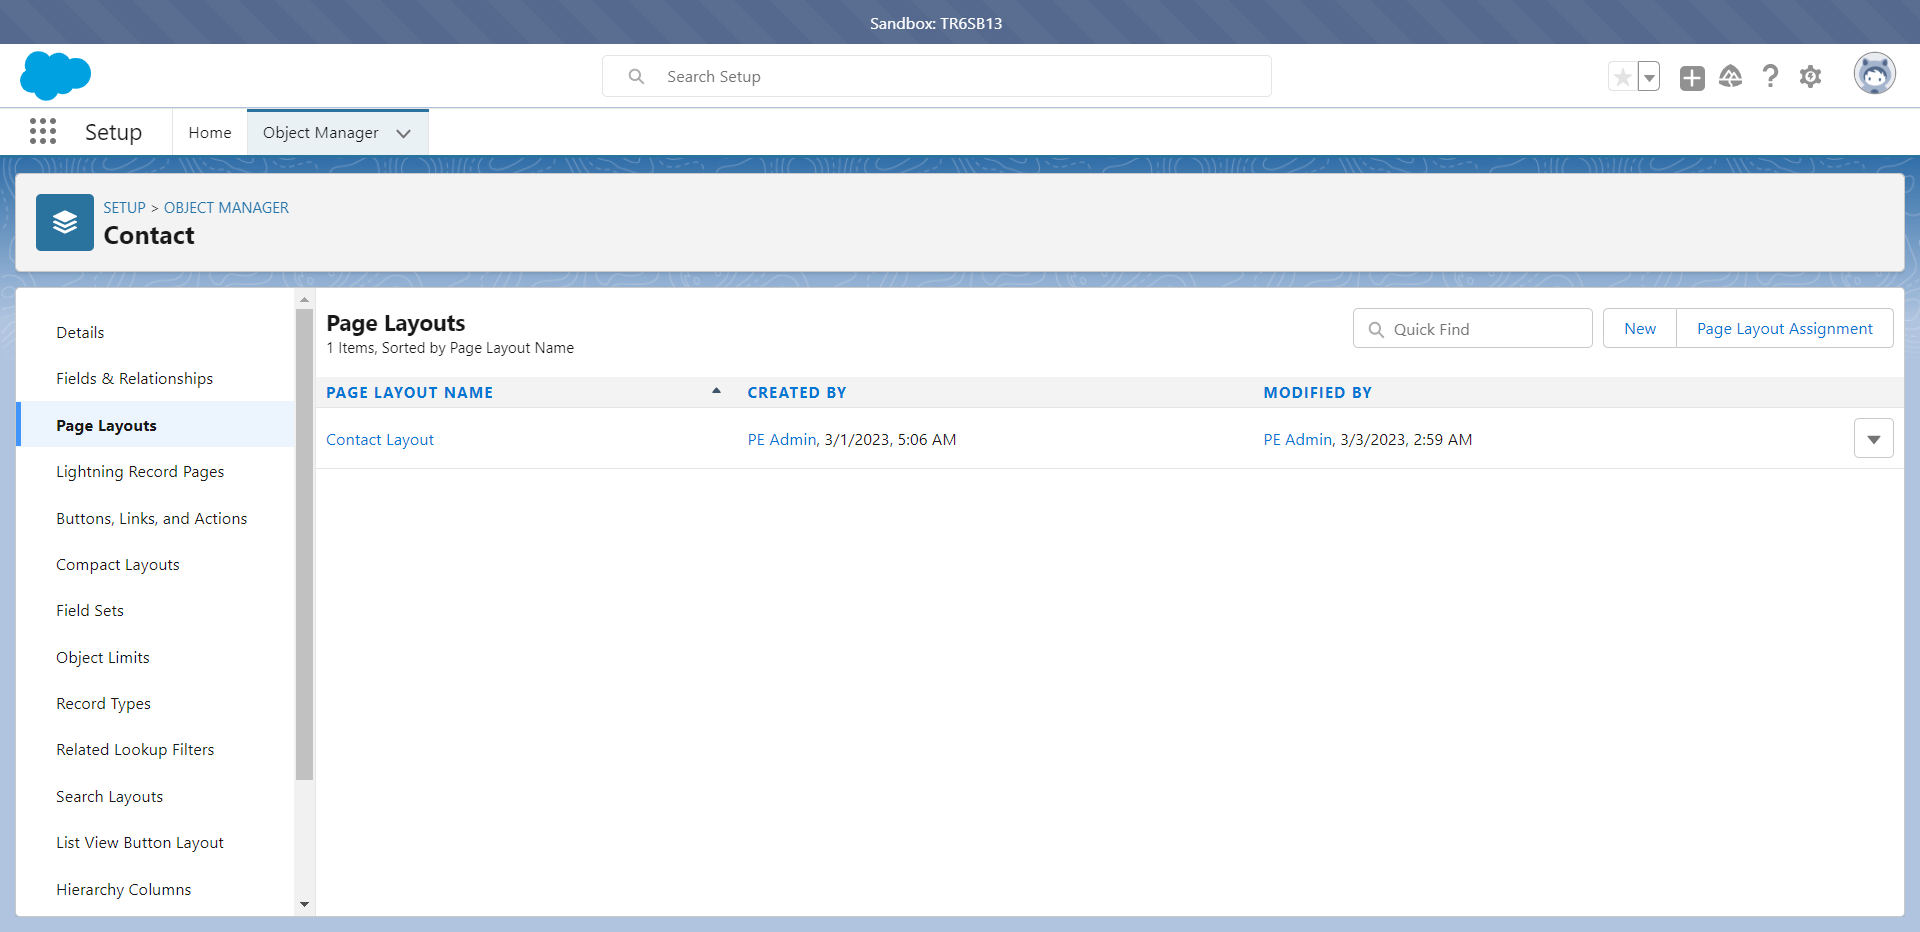 Sandbox: TR6SB13
Search Setup
Setup
Home
Object Manager
SETUP > OBJECT MANAGER
Contact
Details
Fields & Relationships
Page Layouts
Lightning Record Pages
Buttons, Links, and Actions
Compact Layouts
Field Sets
Object Limits
Record Types
Related Lookup Filters
Search Layouts
List View Button Layout
Hierarchy Columns
Page Layouts
1 Items, Sorted by Page Layout Name
Quick Find
New
Page Layout Assignment
PAGE LAYOUT NAME CREATED BY MODIFIED BY
Contact Layout PE Admin, 3/1/2023, 5:06 AM PE Admin, 3/3/2023, 2:59 AM